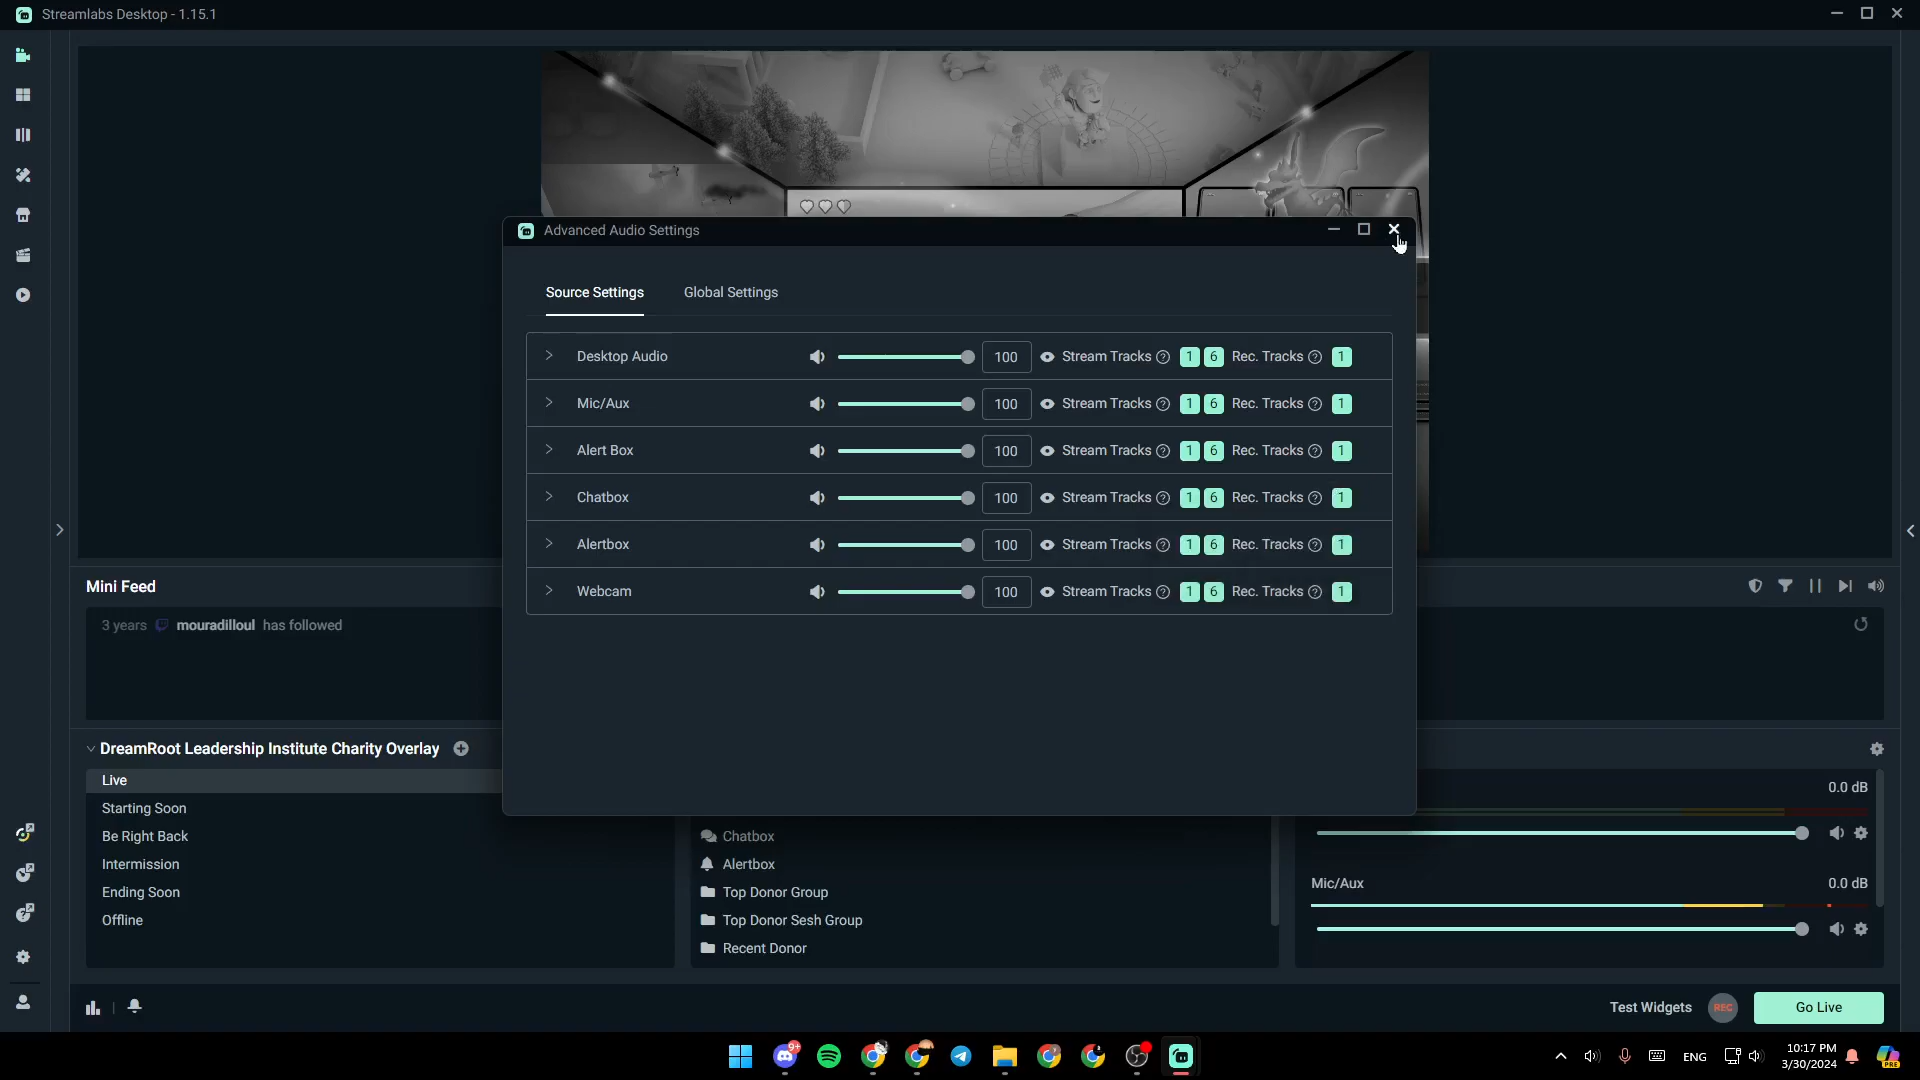 Streamlabs Desktop - 1.15.1
Advanced Audio Settings
Source Settings
Global Settings
Desktop Audio 100 Stream Tracks ? 1 6 Rec. Tracks ? 1
Mic/Aux 100 Stream Tracks ? 1 6 Rec. Tracks ? 1
Alert Box 100 Stream Tracks ? 1 6 Rec. Tracks ? 1
Chatbox 100 Stream Tracks ? 1 6 Rec. Tracks ? 1
Alertbox 100 Stream Tracks ? 1 6 Rec. Tracks ? 1
Webcam 100 Stream Tracks ? 1 6 Rec. Tracks ? 1
Mini Feed
3 years mouradilloul has followed
DreamRoot Leadership Institute Charity Overlay
Live
Starting Soon
Be Right Back
Intermission
Ending Soon
Offline
Chatbox
Alertbox
Top Donor Group
Top Donor Sesh Group
Recent Donor
0.0 dB
Mic/Aux 0.0 dB
Test Widgets
REC
Go Live
9+
ENG
10:17 PM
3/30/2024
PRE